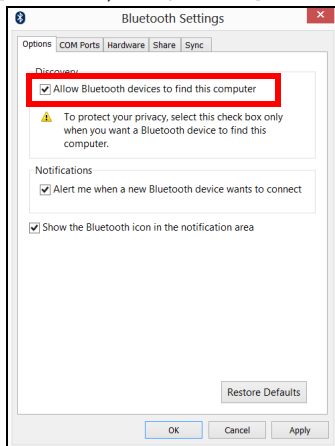 Bluetooth Settings
Options COM Ports Hardware Share Sync
Discovery
Allow Bluetooth devices to find this computer
To protect your privacy, select this check box only
when you want a Bluetooth device to find this
computer.
Notifications
Alert me when a new Bluetooth device wants to connect
Show the Bluetooth icon in the notification area
Restore Defaults
OK Cancel Apply